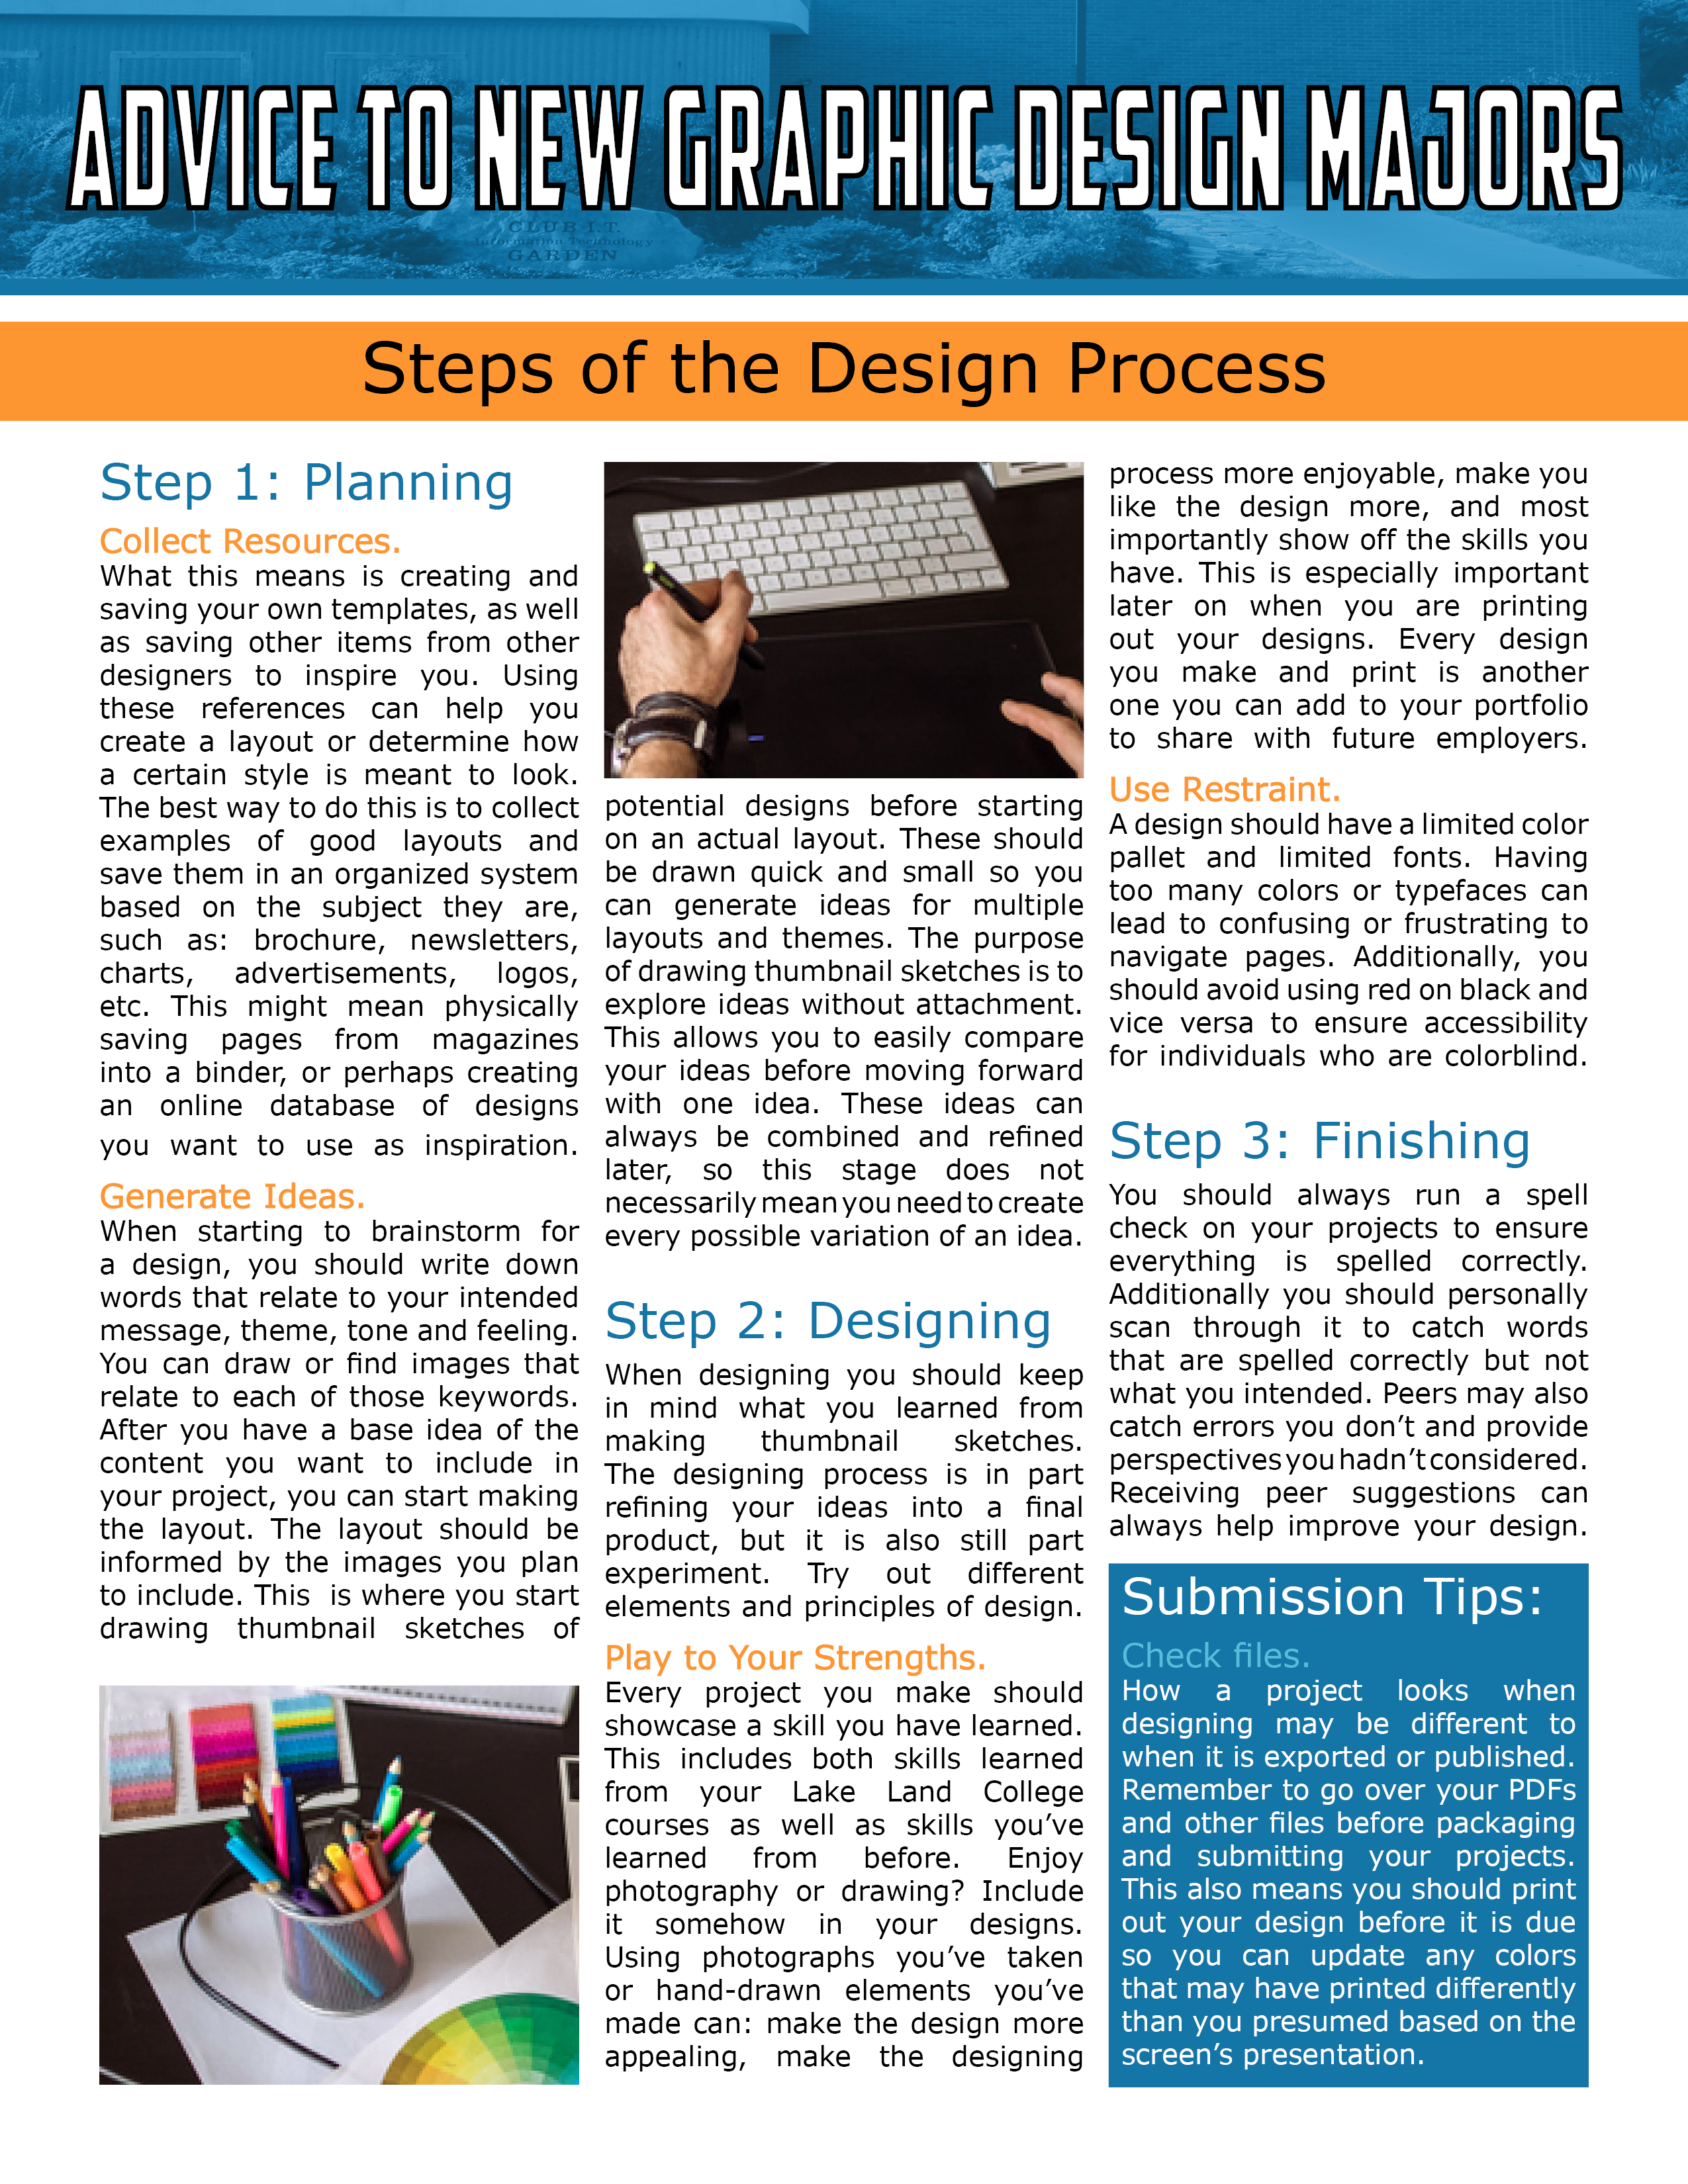 ADVICE TO NEW GRAPHIC DESIGN MAJORS
CLUB I.T.
Information Technology
GARDEN
Steps of the Design Process
Step 1: Planning
Collect Resources.
What this means is creating and
saving your own templates, as well
as saving other items from other
designers to inspire you. Using
these references can help you
create a layout or determine how
a certain style is meant to look.
The best way to do this is to collect
examples of good layouts and
save them in an organized system
based on the subject they are,
such as: brochure, newsletters,
charts, advertisements, logos,
etc. This might mean physically
saving pages from magazines
into a binder, or perhaps creating
an online database of designs
you want to use as inspiration.
Generate Ideas.
When starting to brainstorm for
a design, you should write down
words that relate to your intended
message, theme, tone and feeling.
You can draw or find images that
relate to each of those keywords.
After you have a base idea of the
content you want to include in
your project, you can start making
the layout. The layout should be
informed by the images you plan
to include. This is where you start
drawing thumbnail sketches of
potential designs before starting
on an actual layout. These should
be drawn quick and small so you
can generate ideas for multiple
layouts and themes. The purpose
of drawing thumbnail sketches is to
explore ideas without attachment.
This allows you to easily compare
your ideas before moving forward
with one idea. These ideas can
always be combined and refined
later, so this stage does not
necessarily mean you need to create
every possible variation of an idea.
Step 2: Designing
When designing you should keep
in mind what you learned from
making thumbnail sketches.
The designing process is in part
refining your ideas into a final
product, but it is also still part
experiment. Try out different
elements and principles of design.
Play to Your Strengths.
Every project you make should
showcase a skill you have learned.
This includes both skills learned
from your Lake Land College
courses as well as skills you’ve
learned from before. Enjoy
photography or drawing? Include
it somehow in your designs.
Using photographs you’ve taken
or hand-drawn elements you’ve
made can: make the design more
appealing, make the designing
process more enjoyable, make you
like the design more, and most
importantly show off the skills you
have. This is especially important
later on when you are printing
out your designs. Every design
you make and print is another
one you can add to your portfolio
to share with future employers.
Use Restraint.
A design should have a limited color
pallet and limited fonts. Having
too many colors or typefaces can
lead to confusing or frustrating to
navigate pages. Additionally, you
should avoid using red on black and
vice versa to ensure accessibility
for individuals who are colorblind.
Step 3: Finishing
You should always run a spell
check on your projects to ensure
everything is spelled correctly.
Additionally you should personally
scan through it to catch words
that are spelled correctly but not
what you intended. Peers may also
catch errors you don’t and provide
perspectives you hadn’t considered.
Receiving peer suggestions can
always help improve your design.
Submission Tips:
Check files.
How a project looks when
designing may be different to
when it is exported or published.
Remember to go over your PDFs
and other files before packaging
and submitting your projects.
This also means you should print
out your design before it is due
so you can update any colors
that may have printed differently
than you presumed based on the
screen’s presentation.